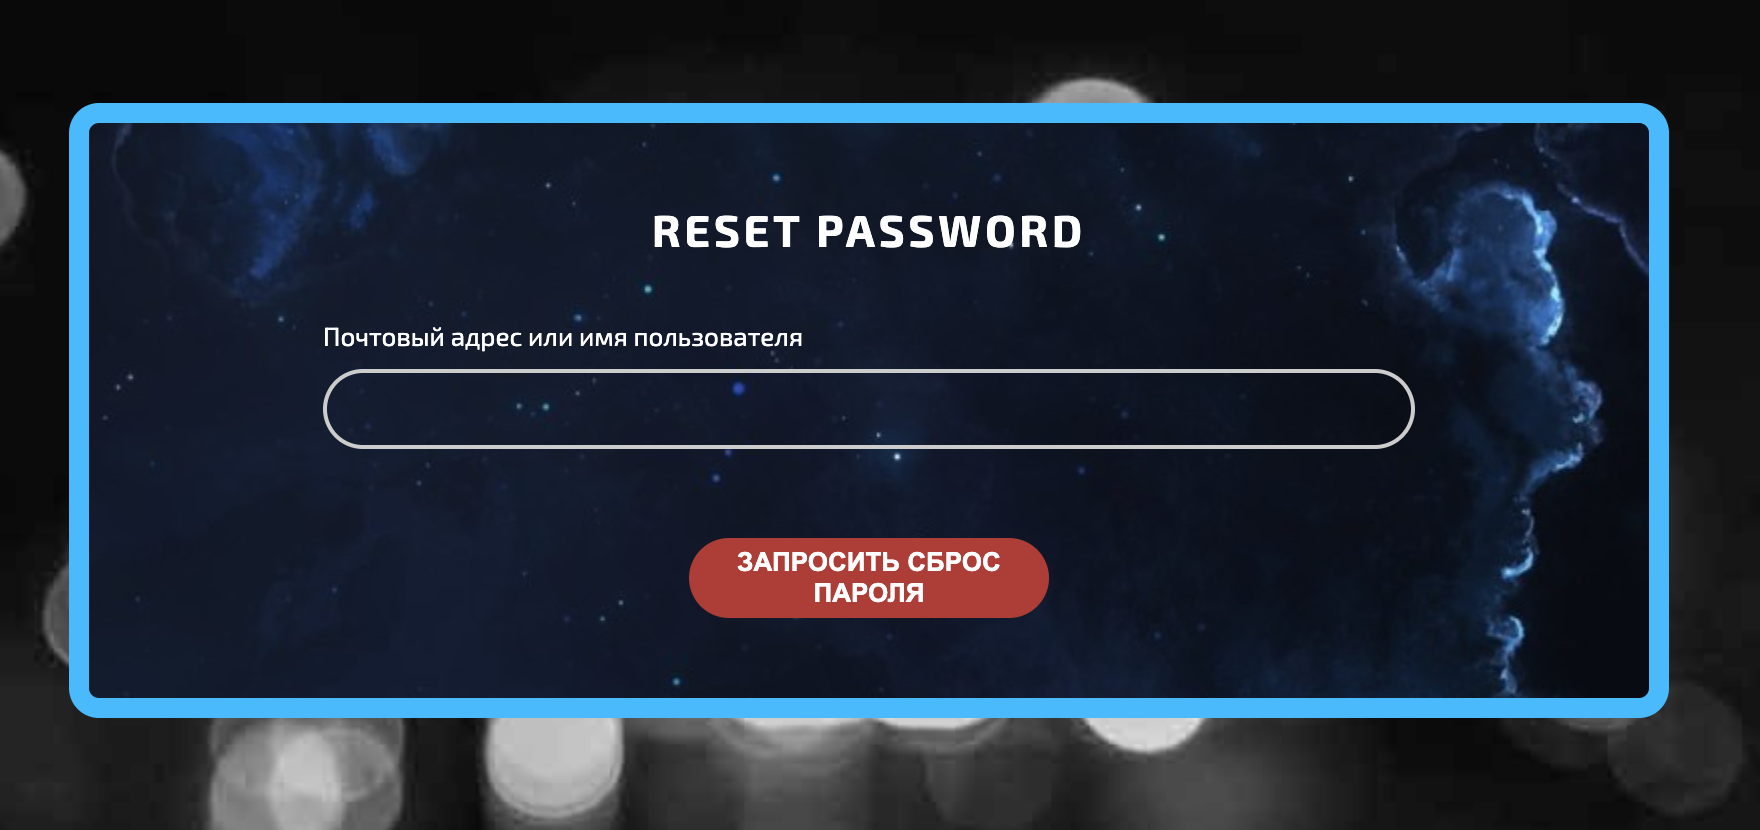 RESET PASSWORD
Почтовый адрес или имя пользователя
ЗАПРОСИТЬ СБРОС
ПАРОЛЯ